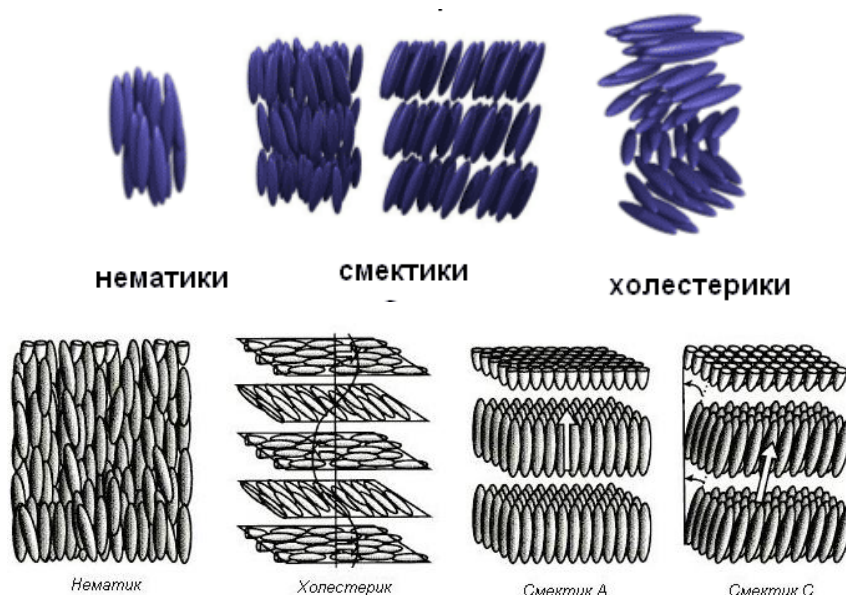 нематики
смектики
холестерики
Нематик
Холестерик
Смектик А
Смектик С